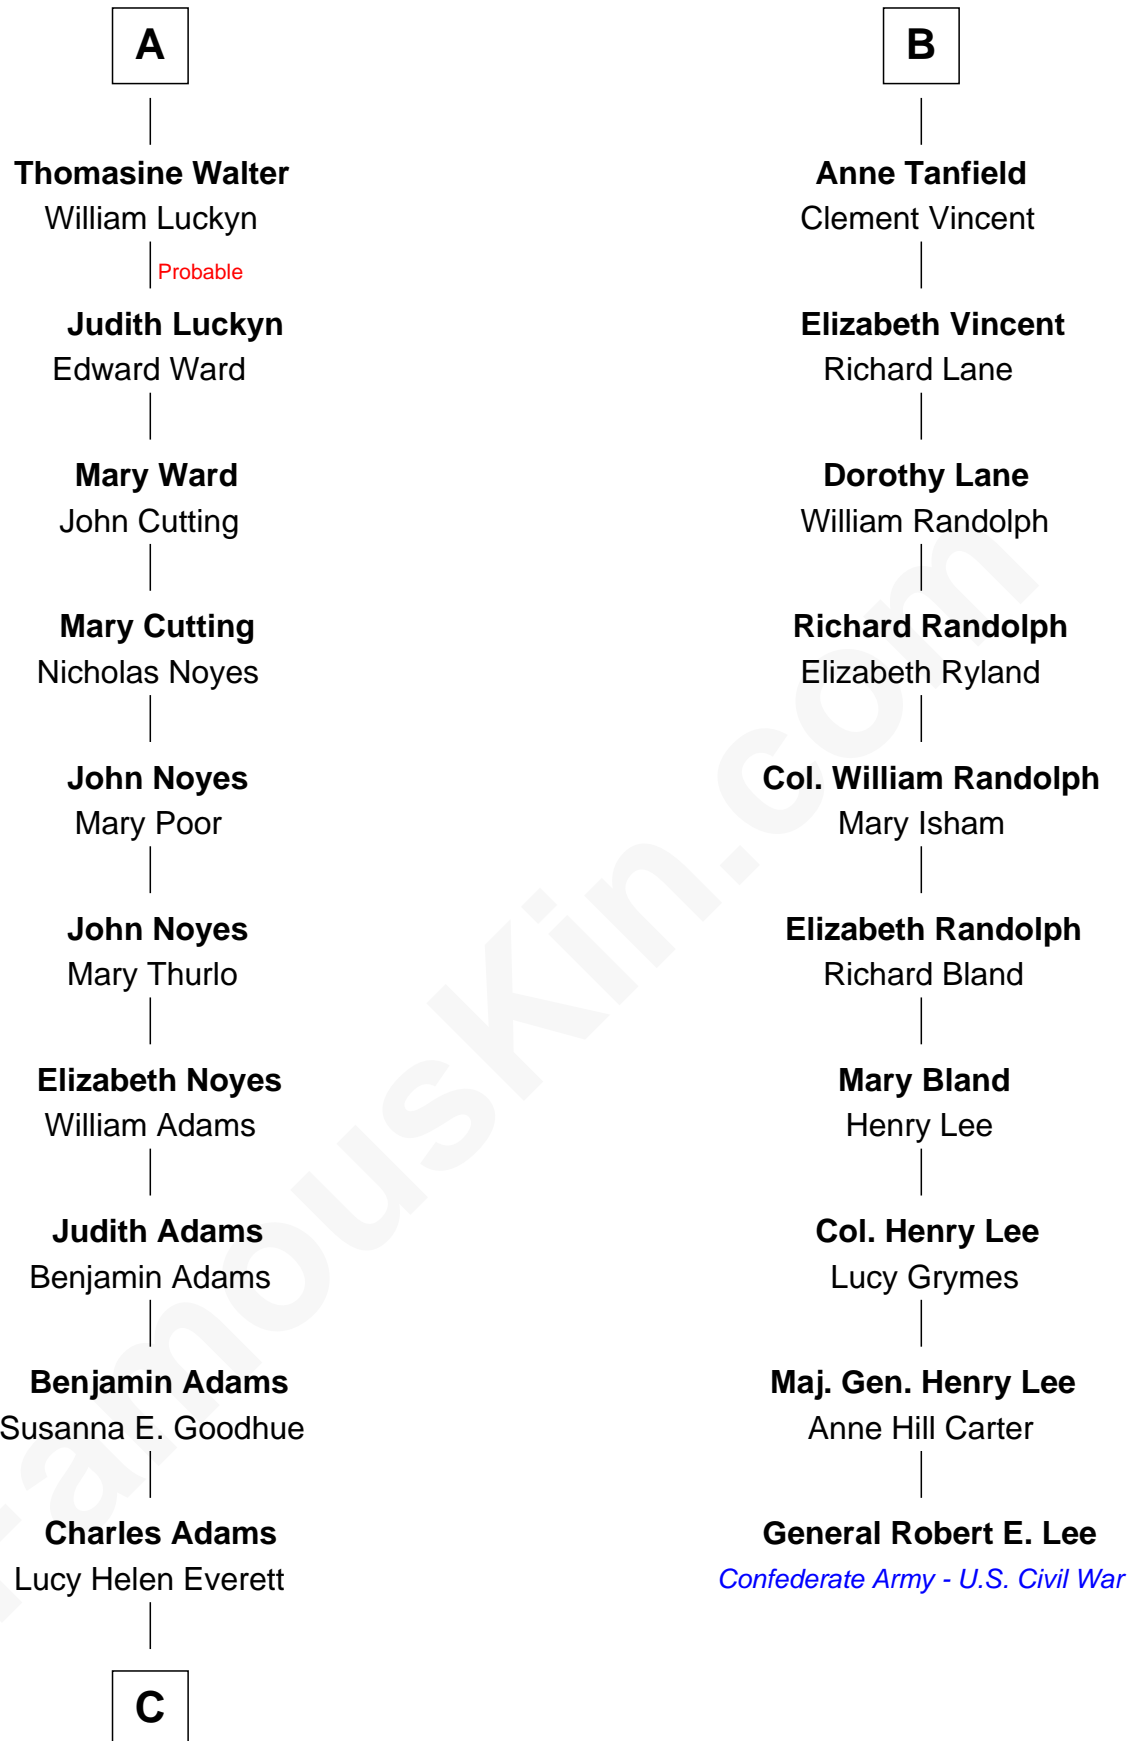 A
Thomasine Walter
William Luckyn
Probable
Judith Luckyn
Edward Ward
Mary Ward
John Cutting
Mary Cutting
Nicholas Noyes
John Noyes
Mary Poor
John Noyes
Mary Thurlo
Elizabeth Noyes
William Adams
Judith Adams
Benjamin Adams
Benjamin Adams
Susanna E. Goodhue
Charles Adams
Lucy Helen Everett
C
B
Anne Tanfield
Clement Vincent
Elizabeth Vincent
Richard Lane
Dorothy Lane
William Randolph
Richard Randolph
Elizabeth Ryland
Col. William Randolph
Mary Isham
Elizabeth Randolph
Richard Bland
Mary Bland
Henry Lee
Col. Henry Lee
Lucy Grymes
Maj. Gen. Henry Lee
Anne Hill Carter
General Robert E. Lee
Confederate Army - U.S. Civil War
FamousKin.com